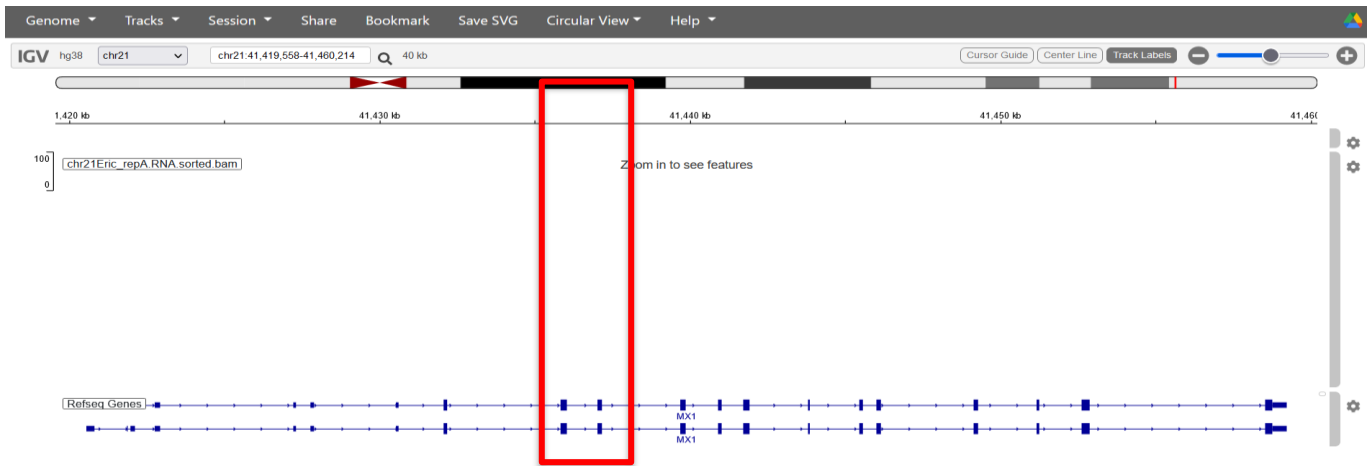 Genome Tracks Session Share Bookmark Save SVG Circular View Help
IGV hg38 chr21 chr21:41,419,558-41,460,214 40 kb Cursor Guide Center Line Track Labels
1,420 kb 41,430 kb 41,440 kb 41,450 kb 41,46
100 chr21Eric_repA.RNA.sorted.bam Zoom in to see features
0
Refseq Genes
MX1
MX1